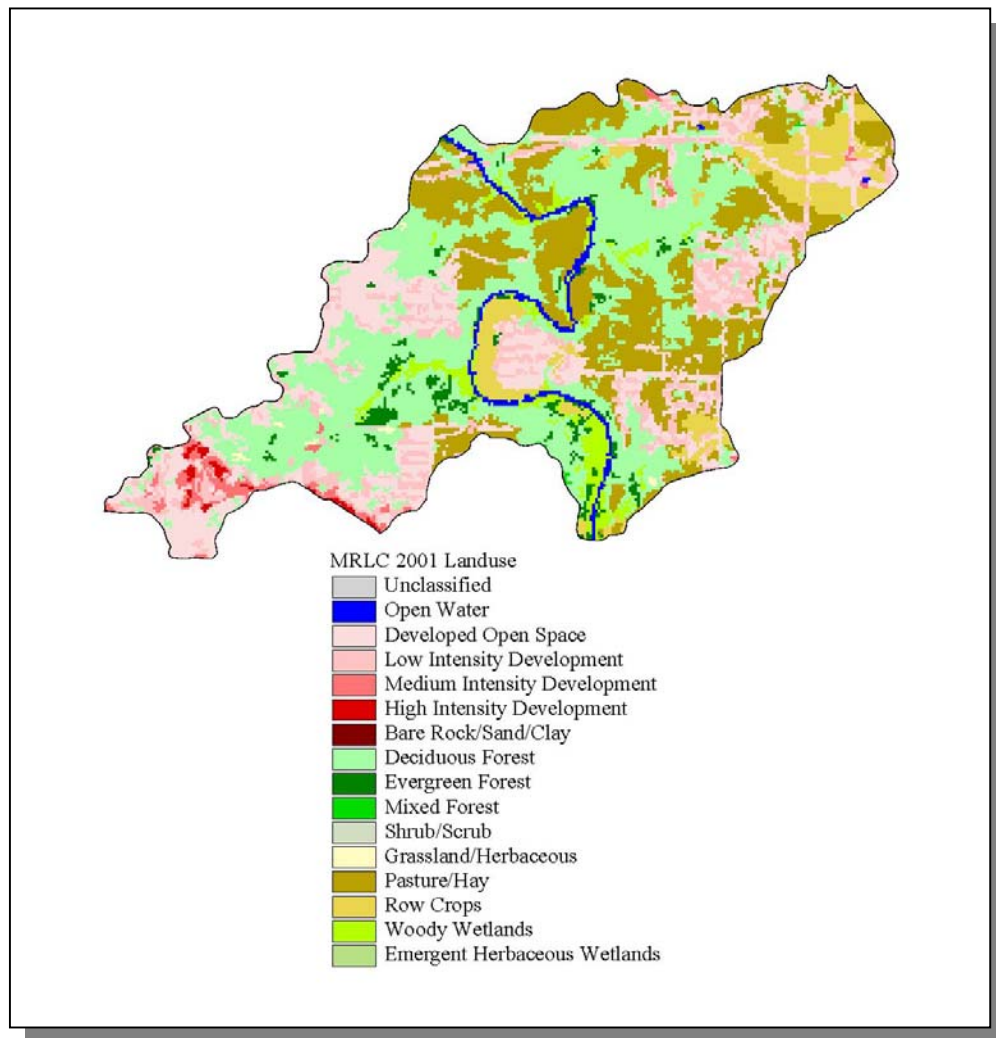 MRLC 2001 Landuse
Unclassified
Open Water
Developed Open Space
Low Intensity Development
Medium Intensity Development
High Intensity Development
Bare Rock/Sand/Clay
Deciduous Forest
Evergreen Forest
Mixed Forest
Shrub/Scrub
Grassland/Herbaceous
Pasture/Hay
Row Crops
Woody Wetlands
Emergent Herbaceous Wetlands